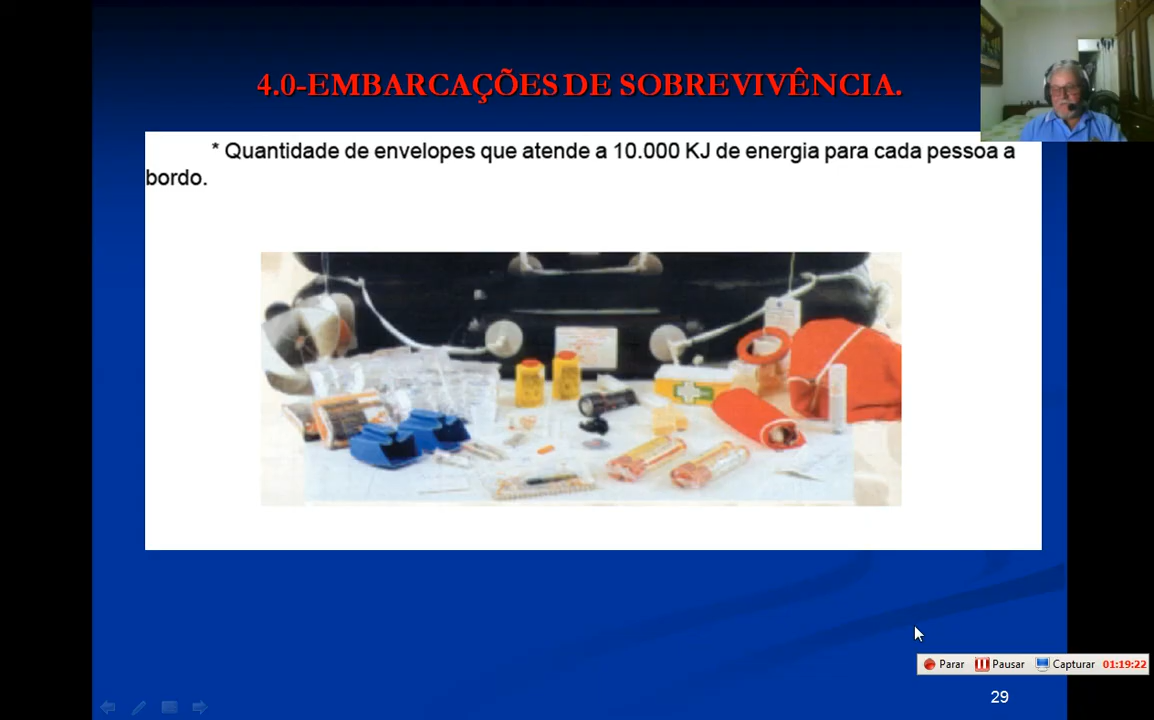 4.0-EMBARCAÇÕES DE SOBREVIVÊNCIA.
* Quantidade de envelopes que atende a 10.000 KJ de energia para cada pessoa a
bordo.
Parar Pausar Capturar 01:19:22
29